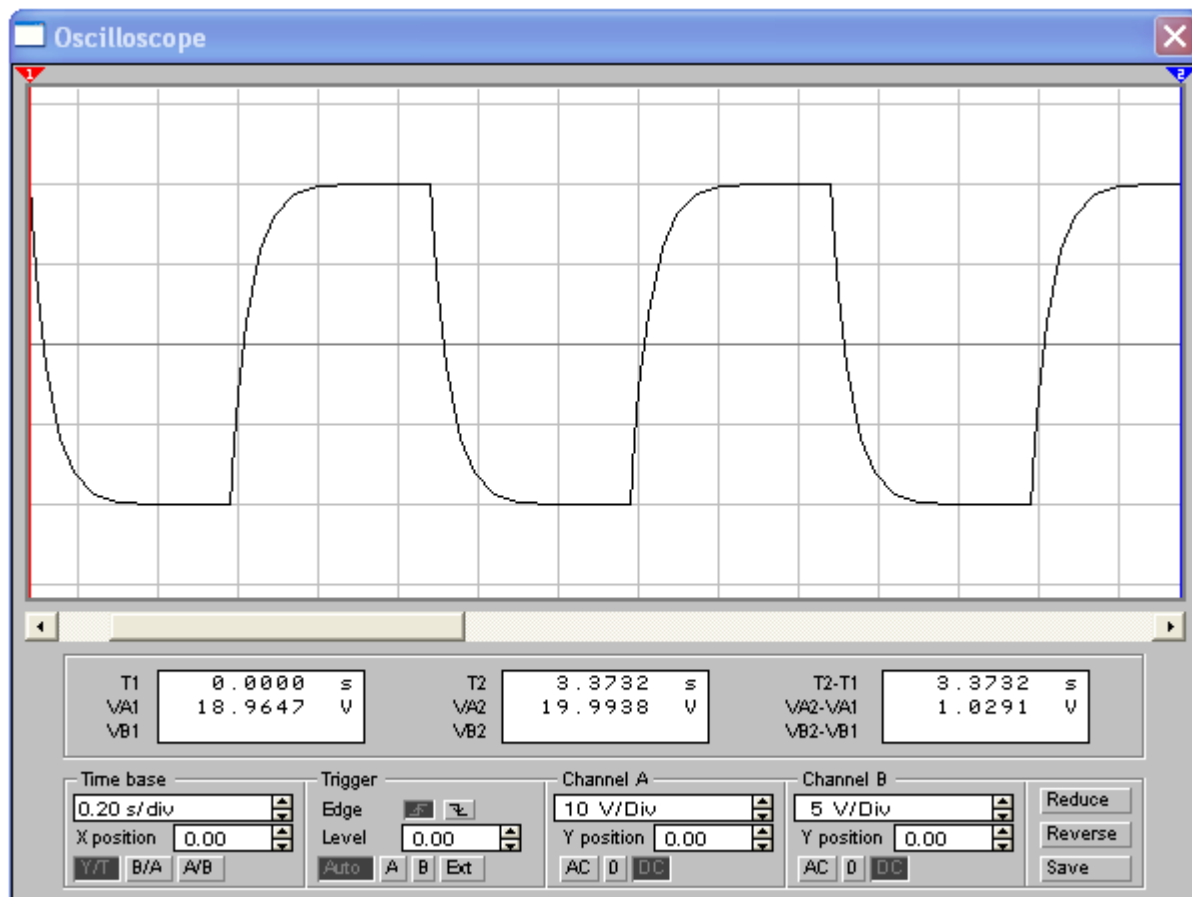 Oscilloscope
1 2
T1 0.0000 s T2 3.3732 s T2-T1 3.3732 s
VA1 18.9647 V VA2 19.9938 V VA2-VA1 1.0291 V
VB1 VB2 VB2-VB1
Time base Trigger Channel A Channel B
0.20 s/div Edge 10 V/Div 5 V/Div Reduce
X position 0.00 Level 0.00 Y position 0.00 Y position 0.00 Reverse
Y/T B/A A/B Auto A B Ext AC 0 DC AC 0 DC Save